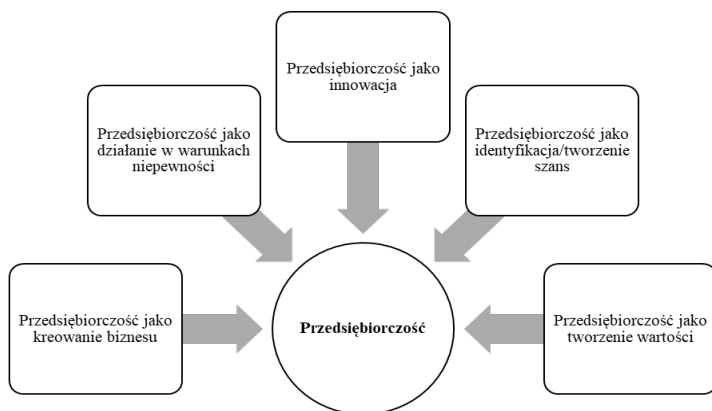 Przedsiębiorczość jako
innowacja
Przedsiębiorczość jako
działanie w warunkach
niepewności
Przedsiębiorczość jako
identyfikacja/tworzenie
szans
Przedsiębiorczość jako
kreowanie biznesu
Przedsiębiorczość
Przedsiębiorczość jako
tworzenie wartości